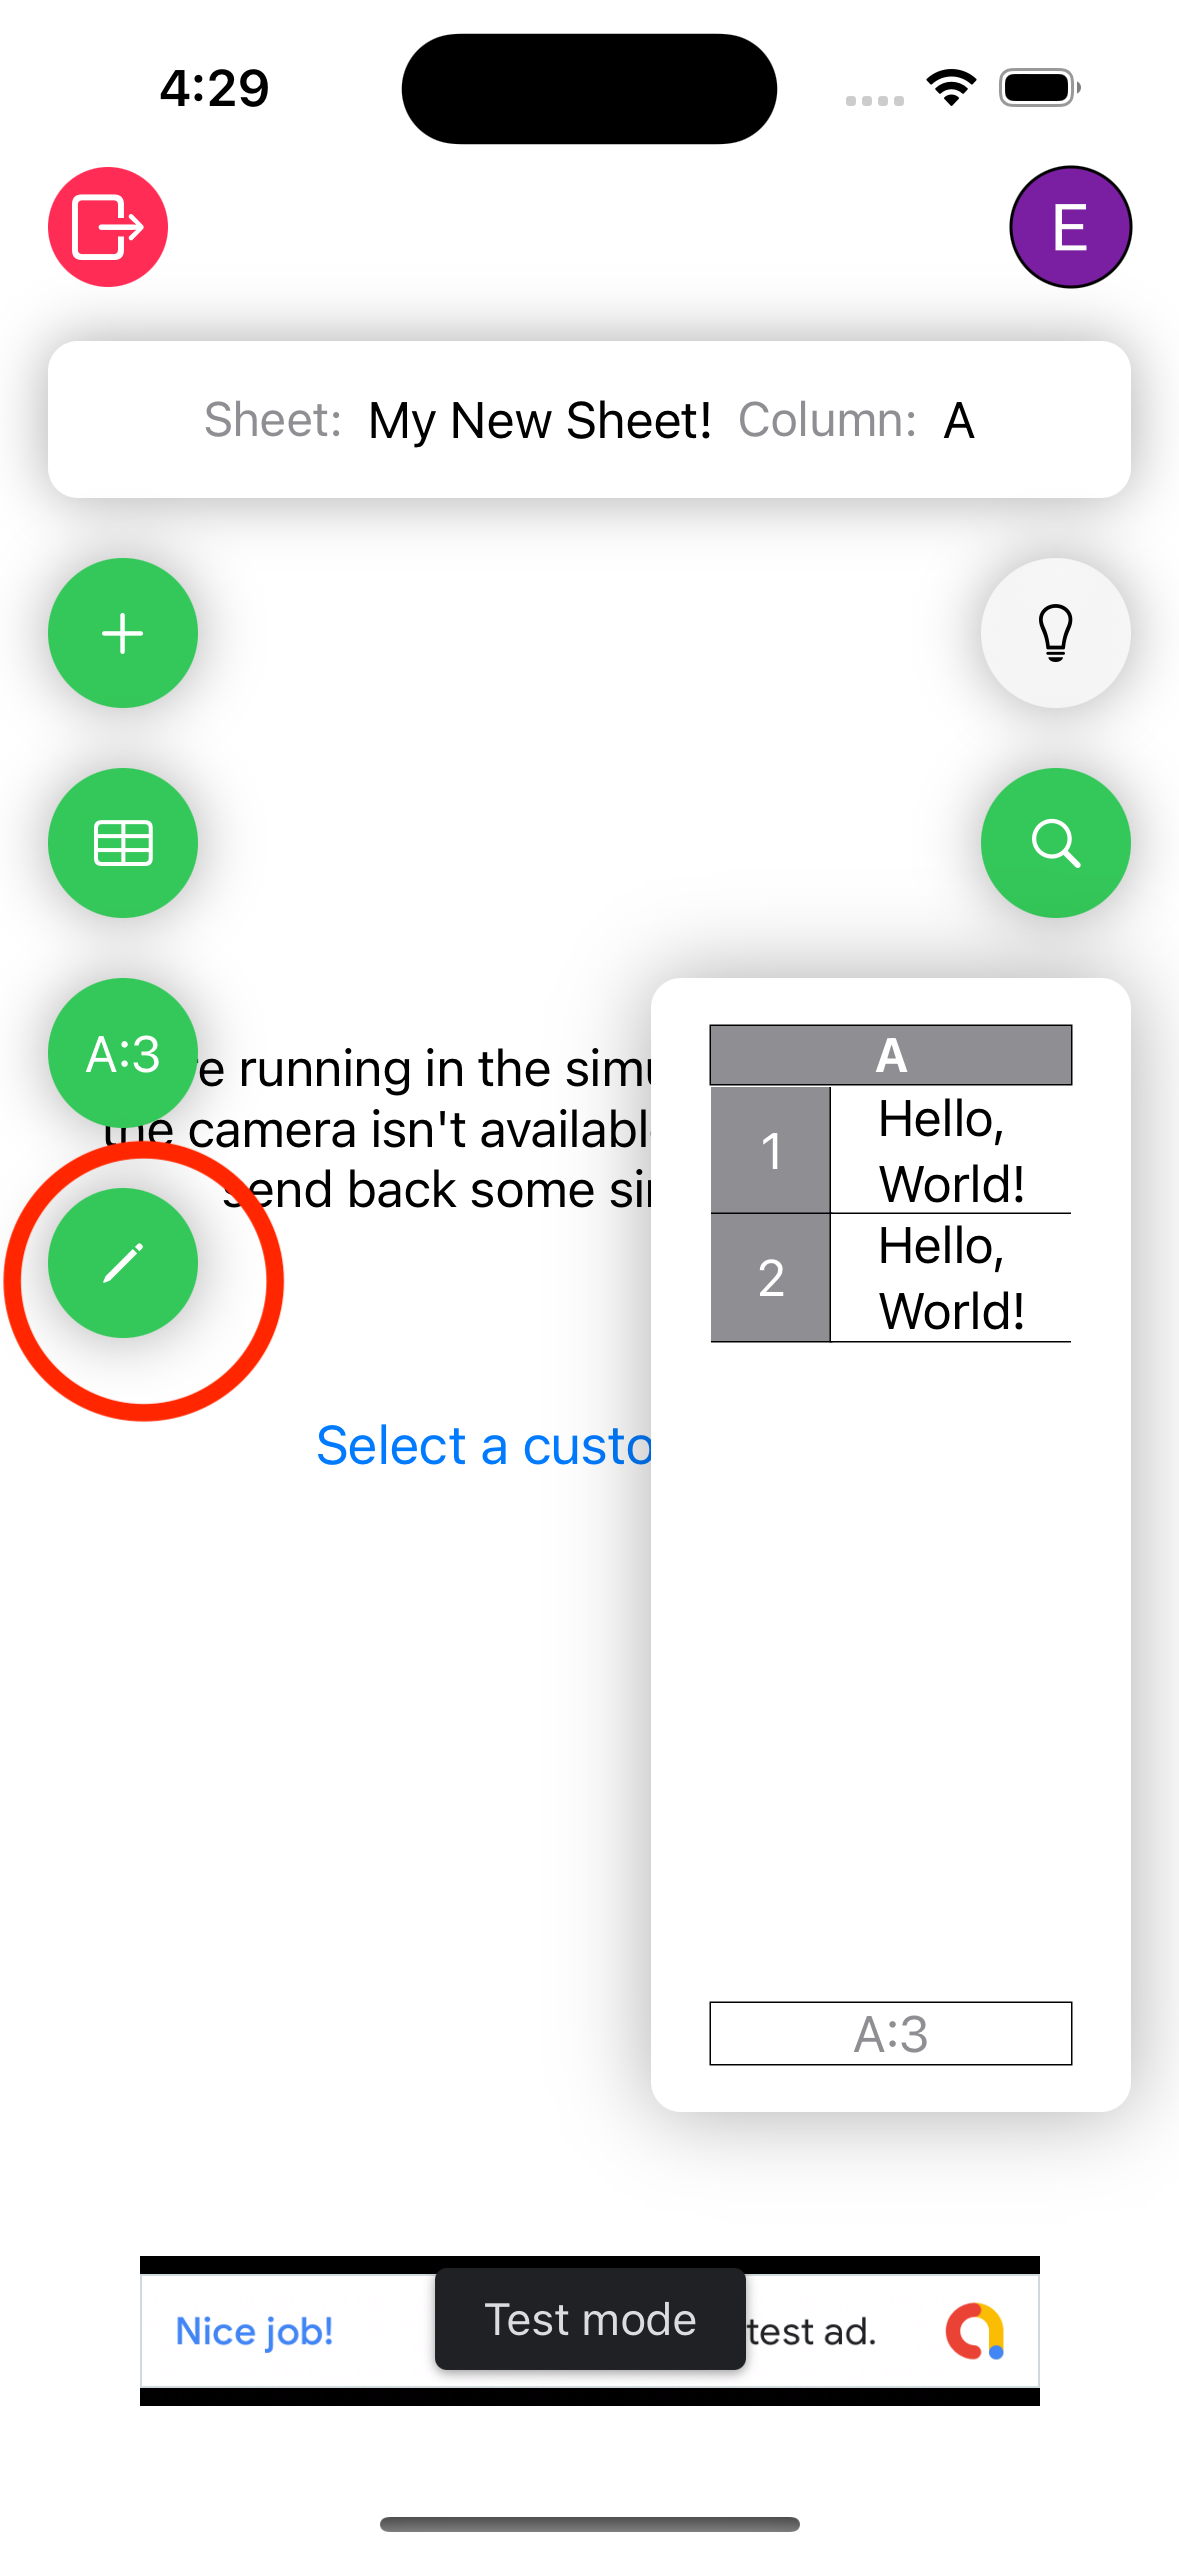 4:29
E
Sheet: My New Sheet! Column: A
A:3
e running in the simu
the camera isn't availabl
send back some sir
Select a custo
A
1 Hello,
World!
2 Hello,
World!
A:3
Nice job!
Test mode
test ad.